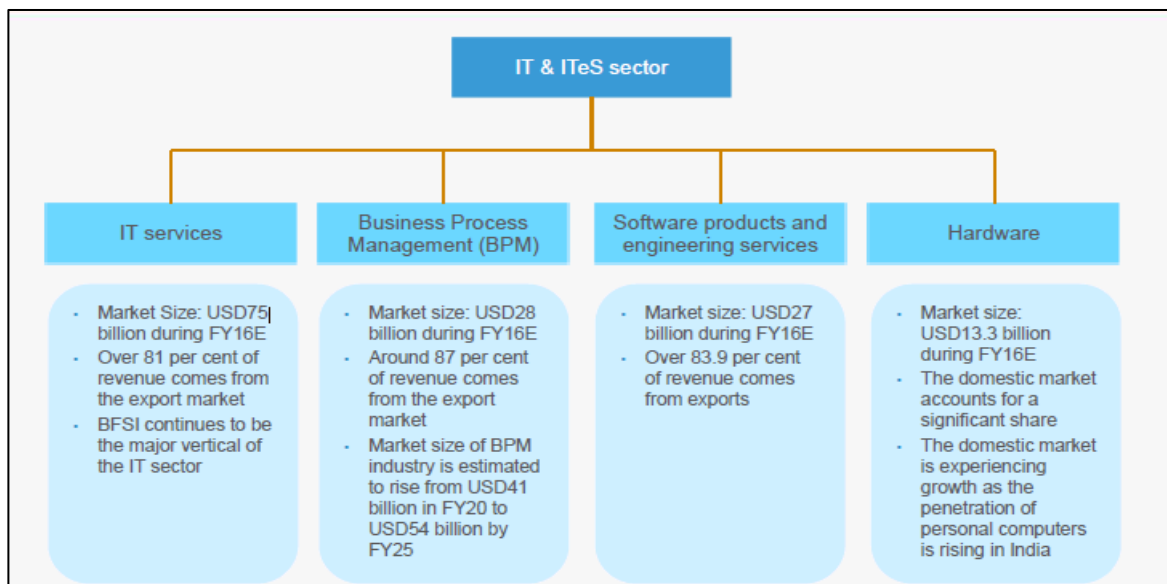 IT & ITeS sector
IT services
Business Process
Management (BPM)
Software products and
engineering services
Hardware
· Market Size: USD75
billion during FY16E
· Over 81 per cent of
revenue comes from
the export market
· BFSI continues to be
the major vertical of
the IT sector
· Market size: USD28
billion during FY16E
· Around 87 per cent
of revenue comes
from the export
market
· Market size of BPM
industry is estimated
to rise from USD41
billion in FY20 to
USD54 billion by
FY25
· Market size: USD27
billion during FY16E
· Over 83.9 per cent
of revenue comes
from exports
· Market size:
USD13.3 billion
during FY16E
· The domestic market
accounts for a
significant share
· The domestic market
is experiencing
growth as the
penetration of
personal computers
is rising in India